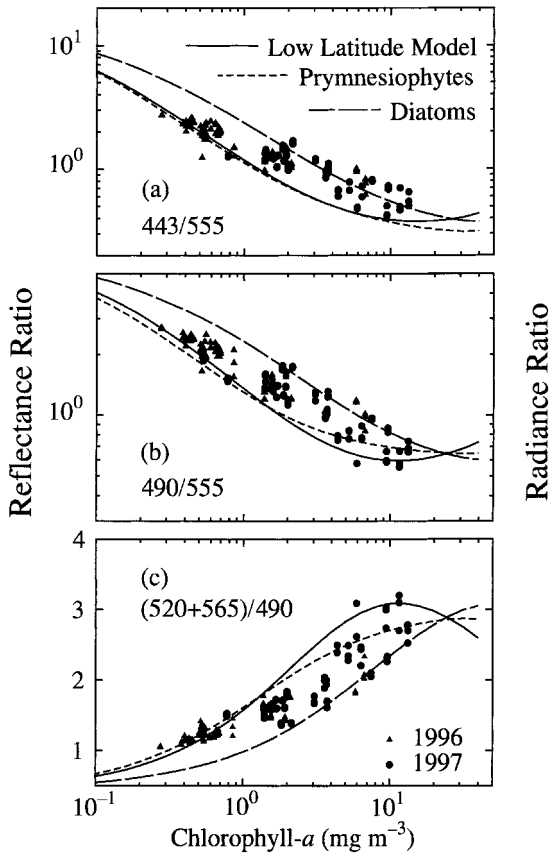 Reflectance Ratio
Radiance Ratio
10¹
10⁰
Low Latitude Model
Prymnesiophytes
Diatoms
(a)
443/555
10⁰
(b)
490/555
4
3
2
1
(c)
(520+565)/490
1996
1997
10⁻¹
10⁰
10¹
Chlorophyll-a (mg m⁻³)